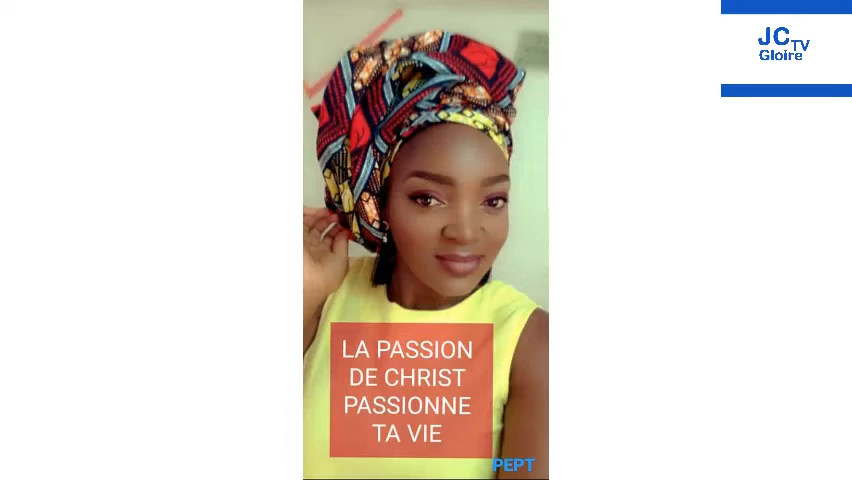 JC TV
Gloire
LA PASSION
DE CHRIST
PASSIONNE
TA VIE
PEPT